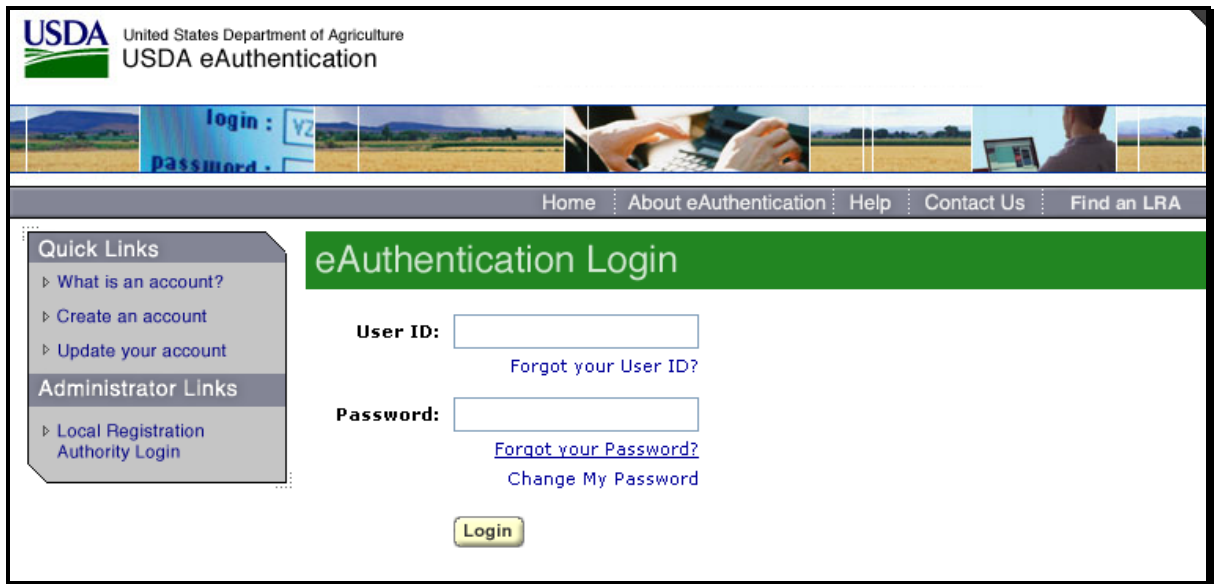 USDA
United States Department of Agriculture
USDA eAuthentication
login : YZ
password :
Home
About eAuthentication
Help
Contact Us
Find an LRA
Quick Links
What is an account?
Create an account
Update your account
Administrator Links
Local Registration
Authority Login
eAuthentication Login
User ID:
Forgot your User ID?
Password:
Forgot your Password?
Change My Password
Login